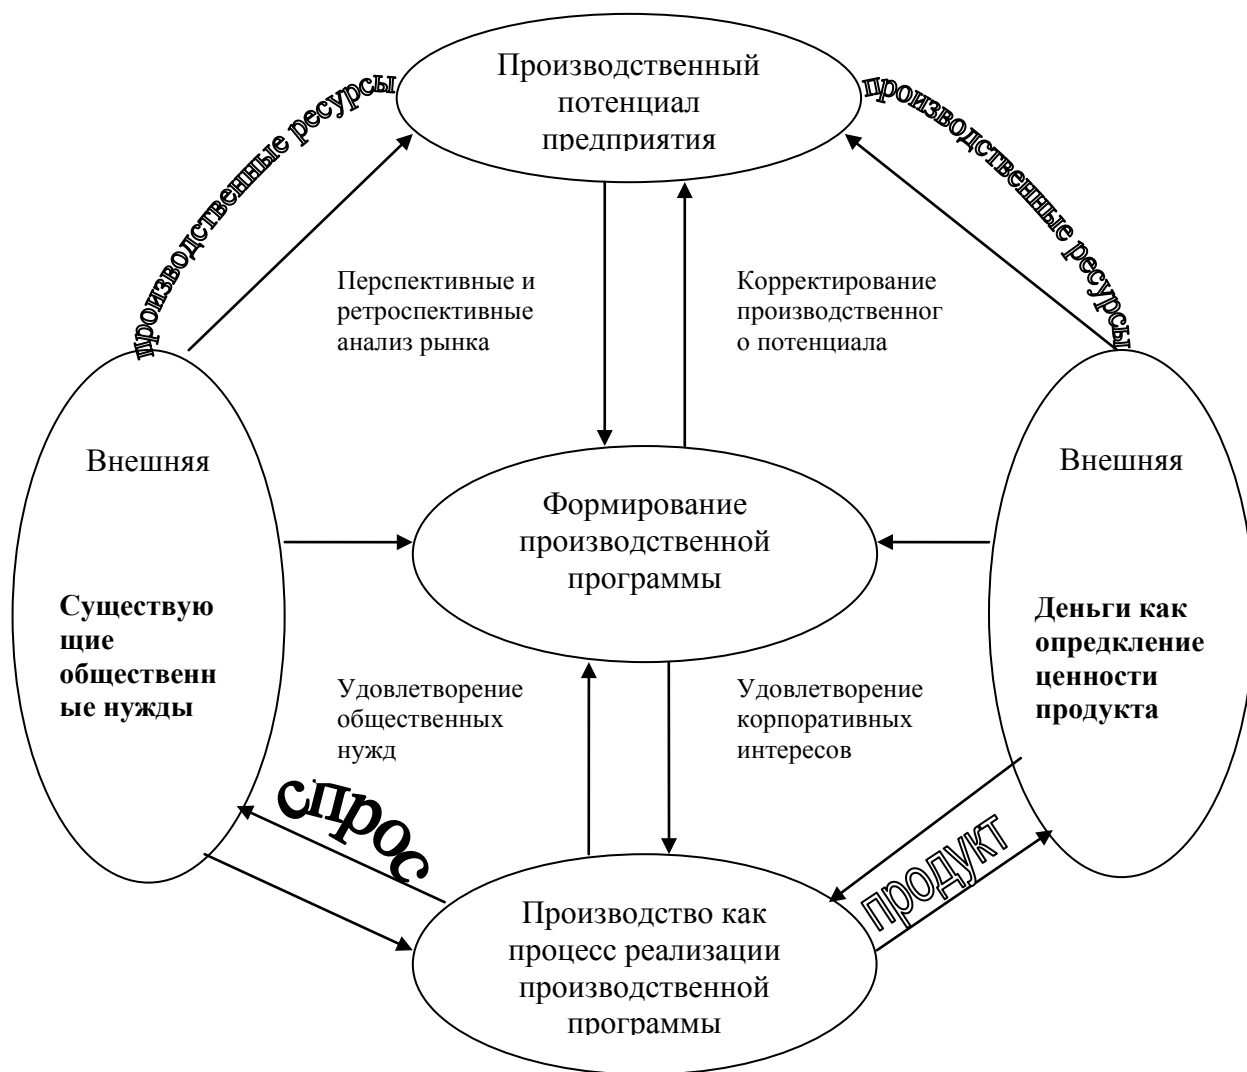 Производственный
потенциал
предприятия
производственные ресурсы
производственные ресурсы
Перспективные и
ретроспективные
анализ рынка
Корректирование
производственног
о потенциала
Внешняя
Существую
щие
общественн
ые нужды
Формирование
производственной
программы
Внешняя
Деньги как
опредкление
ценности
продукта
Удовлетворение
общественных
нужд
Удовлетворение
корпоративных
интересов
спрос
продукт
Производство как
процесс реализации
производственной
программы